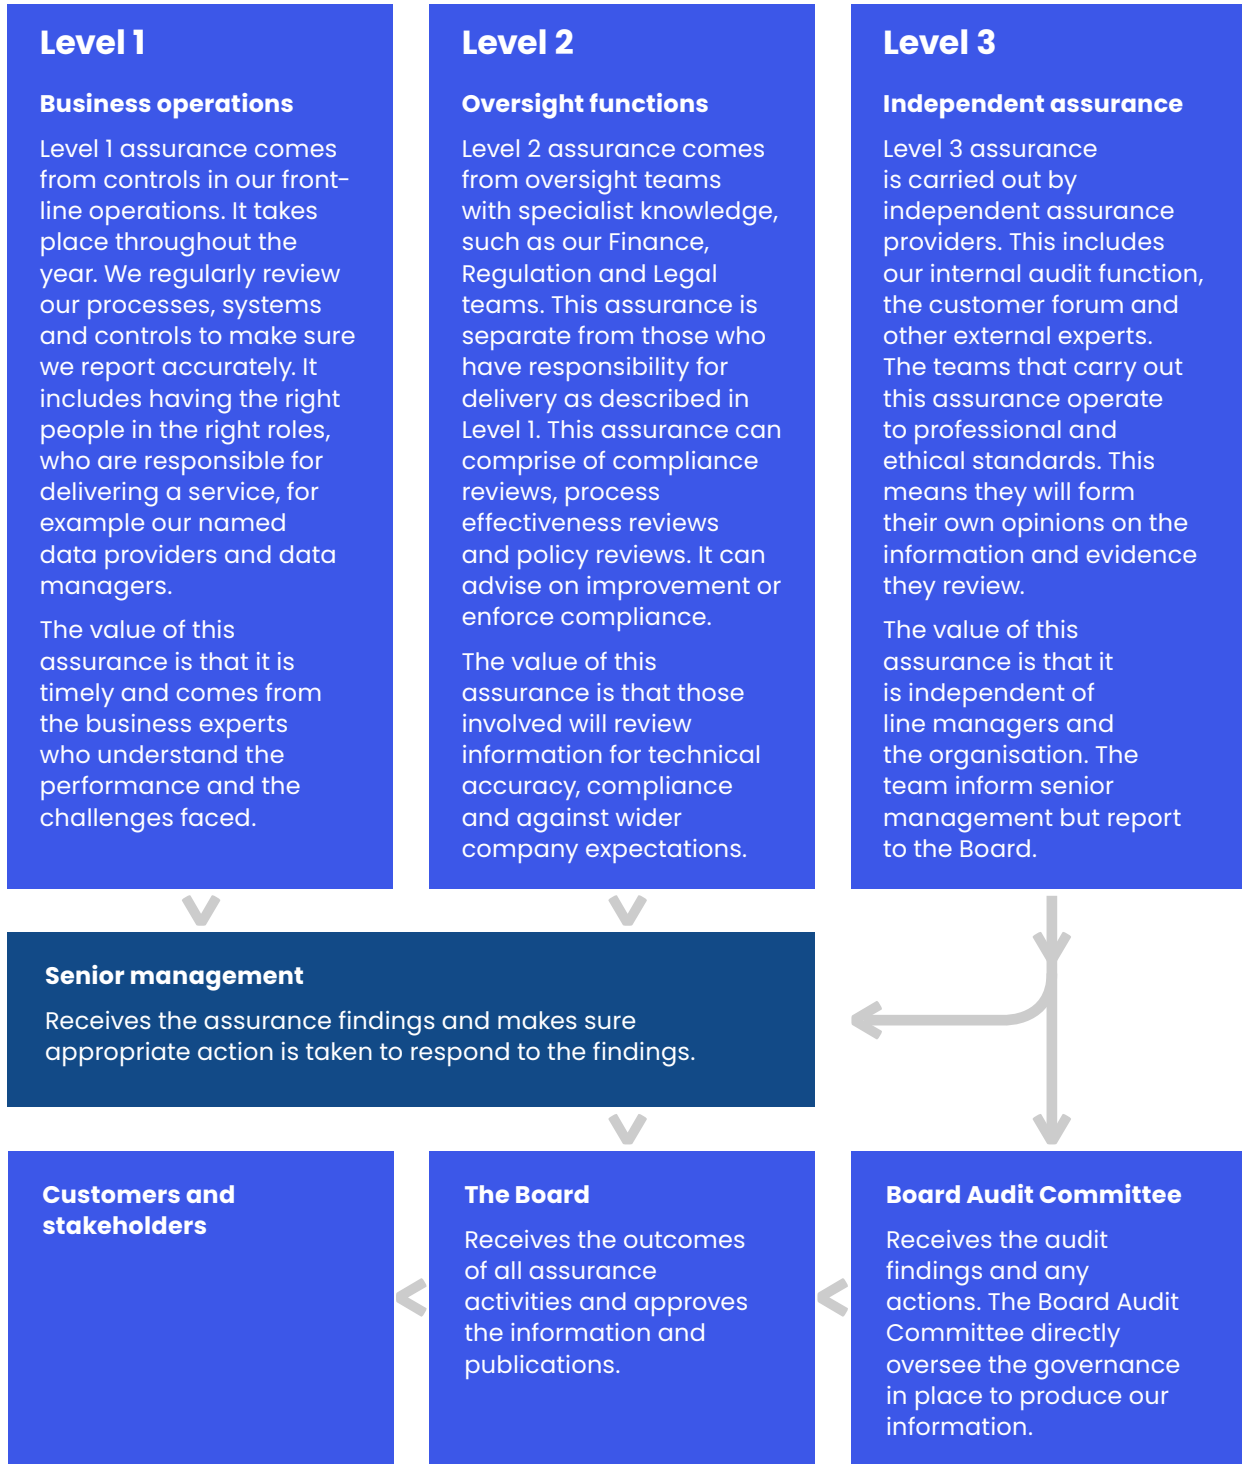 Level 1
Business operations
Level 1 assurance comes
from controls in our front-
line operations. It takes
place throughout the
year. We regularly review
our processes, systems
and controls to make sure
we report accurately. It
includes having the right
people in the right roles,
who are responsible for
delivering a service, for
example our named
data providers and data
managers.
The value of this
assurance is that it is
timely and comes from
the business experts
who understand the
performance and the
challenges faced.
Level 2
Oversight functions
Level 2 assurance comes
from oversight teams
with specialist knowledge,
such as our Finance,
Regulation and Legal
teams. This assurance is
separate from those who
have responsibility for
delivery as described in
Level 1. This assurance can
comprise of compliance
reviews, process
effectiveness reviews
and policy reviews. It can
advise on improvement or
enforce compliance.
The value of this
assurance is that those
involved will review
information for technical
accuracy, compliance
and against wider
company expectations.
Level 3
Independent assurance
Level 3 assurance
is carried out by
independent assurance
providers. This includes
our internal audit function,
the customer forum and
other external experts.
The teams that carry out
this assurance operate
to professional and
ethical standards. This
means they will form
their own opinions on the
information and evidence
they review.
The value of this
assurance is that it
is independent of
line managers and
the organisation. The
team inform senior
management but report
to the Board.
Senior management
Receives the assurance findings and makes sure
appropriate action is taken to respond to the findings.
Customers and
stakeholders
The Board
Receives the outcomes
of all assurance
activities and approves
the information and
publications.
Board Audit Committee
Receives the audit
findings and any
actions. The Board Audit
Committee directly
oversee the governance
in place to produce our
information.